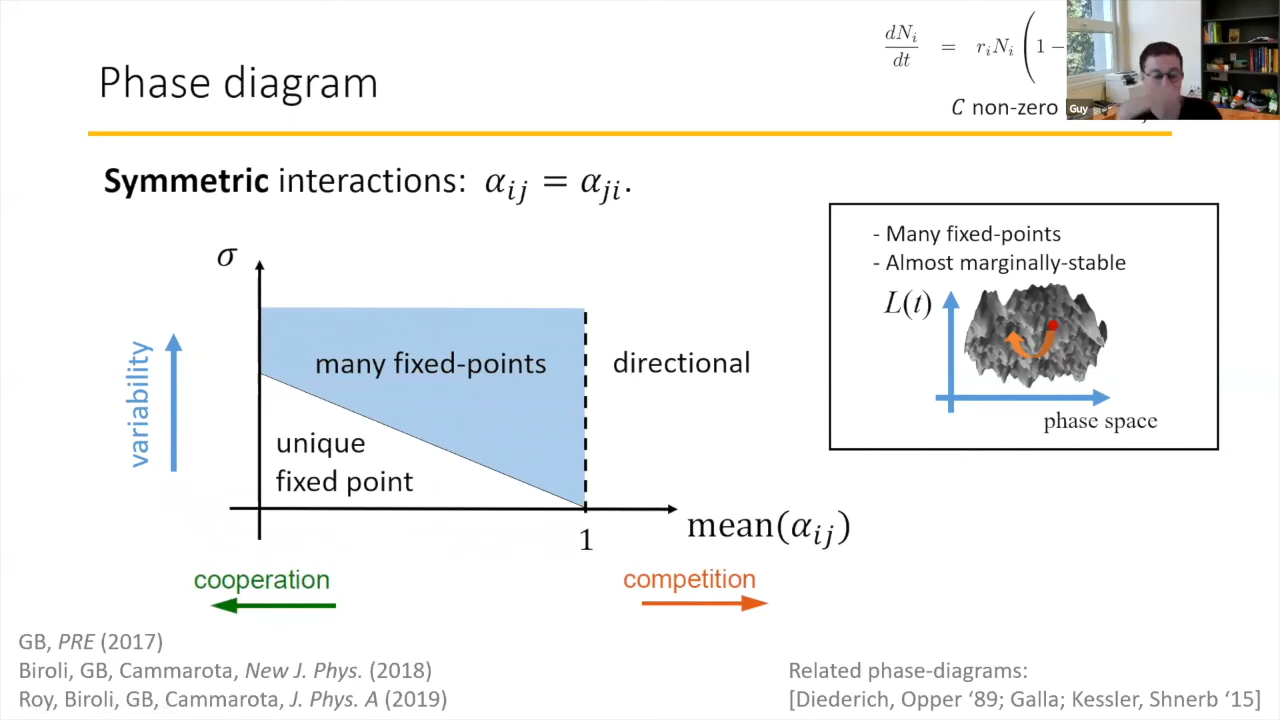 Phase diagram
dN_i/dt = r_i N_i ( 1 −
C non-zero
Guy
Symmetric interactions: α_ij = α_ji.
σ
variability
many fixed-points
directional
unique
fixed point
1
mean(α_ij)
cooperation
competition
- Many fixed-points
- Almost marginally-stable
L(t)
phase space
GB, PRE (2017)
Biroli, GB, Cammarota, New J. Phys. (2018)
Roy, Biroli, GB, Cammarota, J. Phys. A (2019)
Related phase-diagrams:
[Diederich, Opper ‘89; Galla; Kessler, Shnerb ‘15]